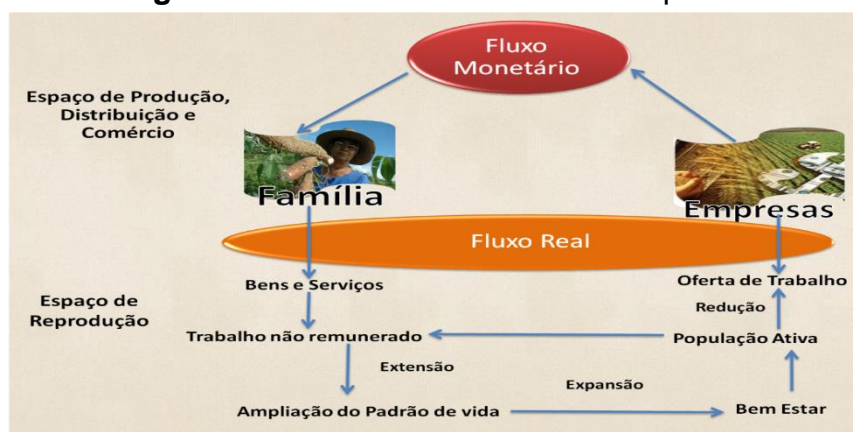 Fluxo
Monetário
Espaço de Produção,
Distribuição e
Comércio
Família
Empresas
Fluxo Real
Bens e Serviços
Oferta de Trabalho
Espaço de
Reprodução
Redução
Trabalho não remunerado
População Ativa
Extensão
Expansão
Ampliação do Padrão de vida
Bem Estar